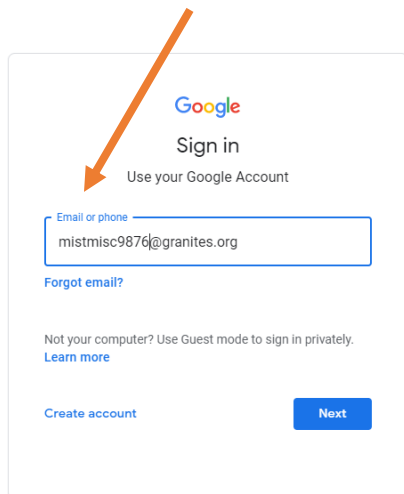 Google
Sign in
Use your Google Account
Email or phone
mistmisc9876@granites.org
Forgot email?
Not your computer? Use Guest mode to sign in privately.
Learn more
Create account
Next